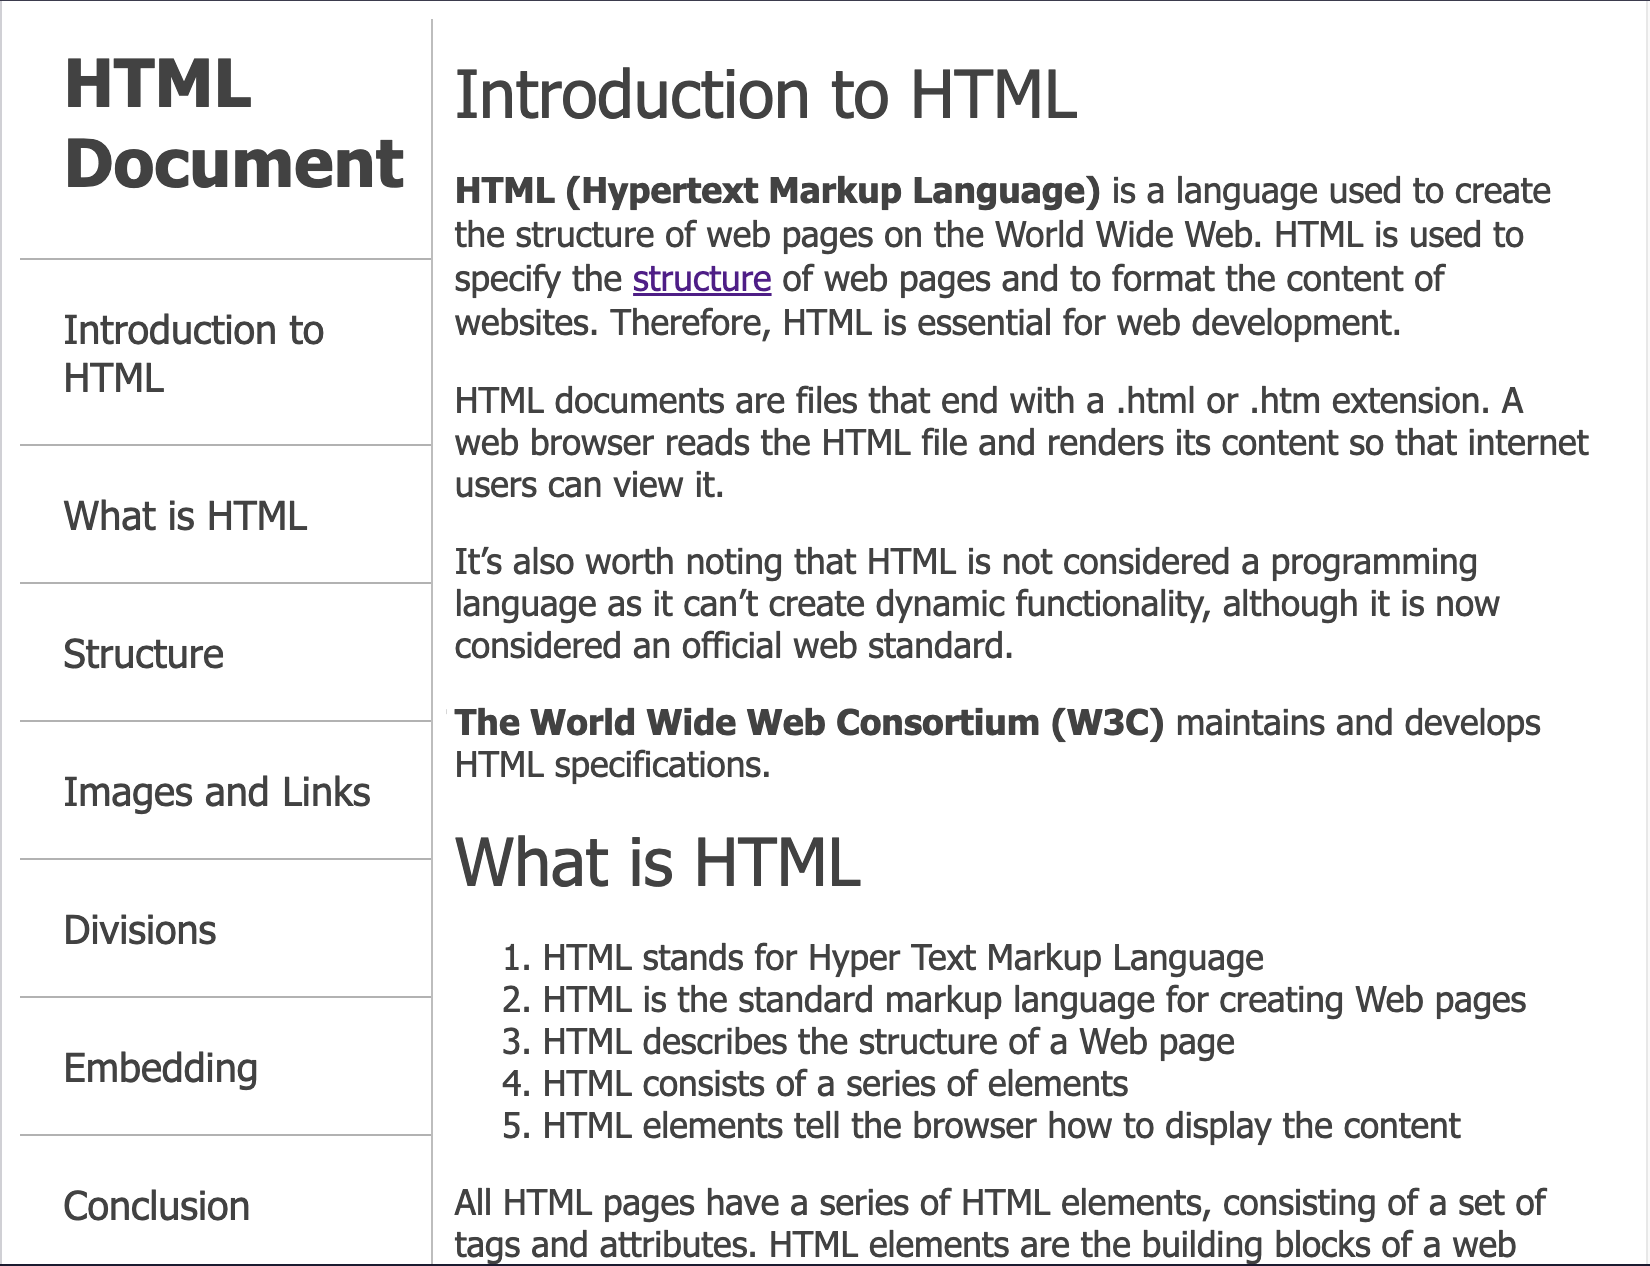 HTML
Document
Introduction to
HTML
What is HTML
Structure
Images and Links
Divisions
Embedding
Conclusion
Introduction to HTML
HTML (Hypertext Markup Language) is a language used to create
the structure of web pages on the World Wide Web. HTML is used to
specify the structure of web pages and to format the content of
websites. Therefore, HTML is essential for web development.
HTML documents are files that end with a .html or .htm extension. A
web browser reads the HTML file and renders its content so that internet
users can view it.
It’s also worth noting that HTML is not considered a programming
language as it can’t create dynamic functionality, although it is now
considered an official web standard.
The World Wide Web Consortium (W3C) maintains and develops
HTML specifications.
What is HTML
1. HTML stands for Hyper Text Markup Language
2. HTML is the standard markup language for creating Web pages
3. HTML describes the structure of a Web page
4. HTML consists of a series of elements
5. HTML elements tell the browser how to display the content
All HTML pages have a series of HTML elements, consisting of a set of
tags and attributes. HTML elements are the building blocks of a web